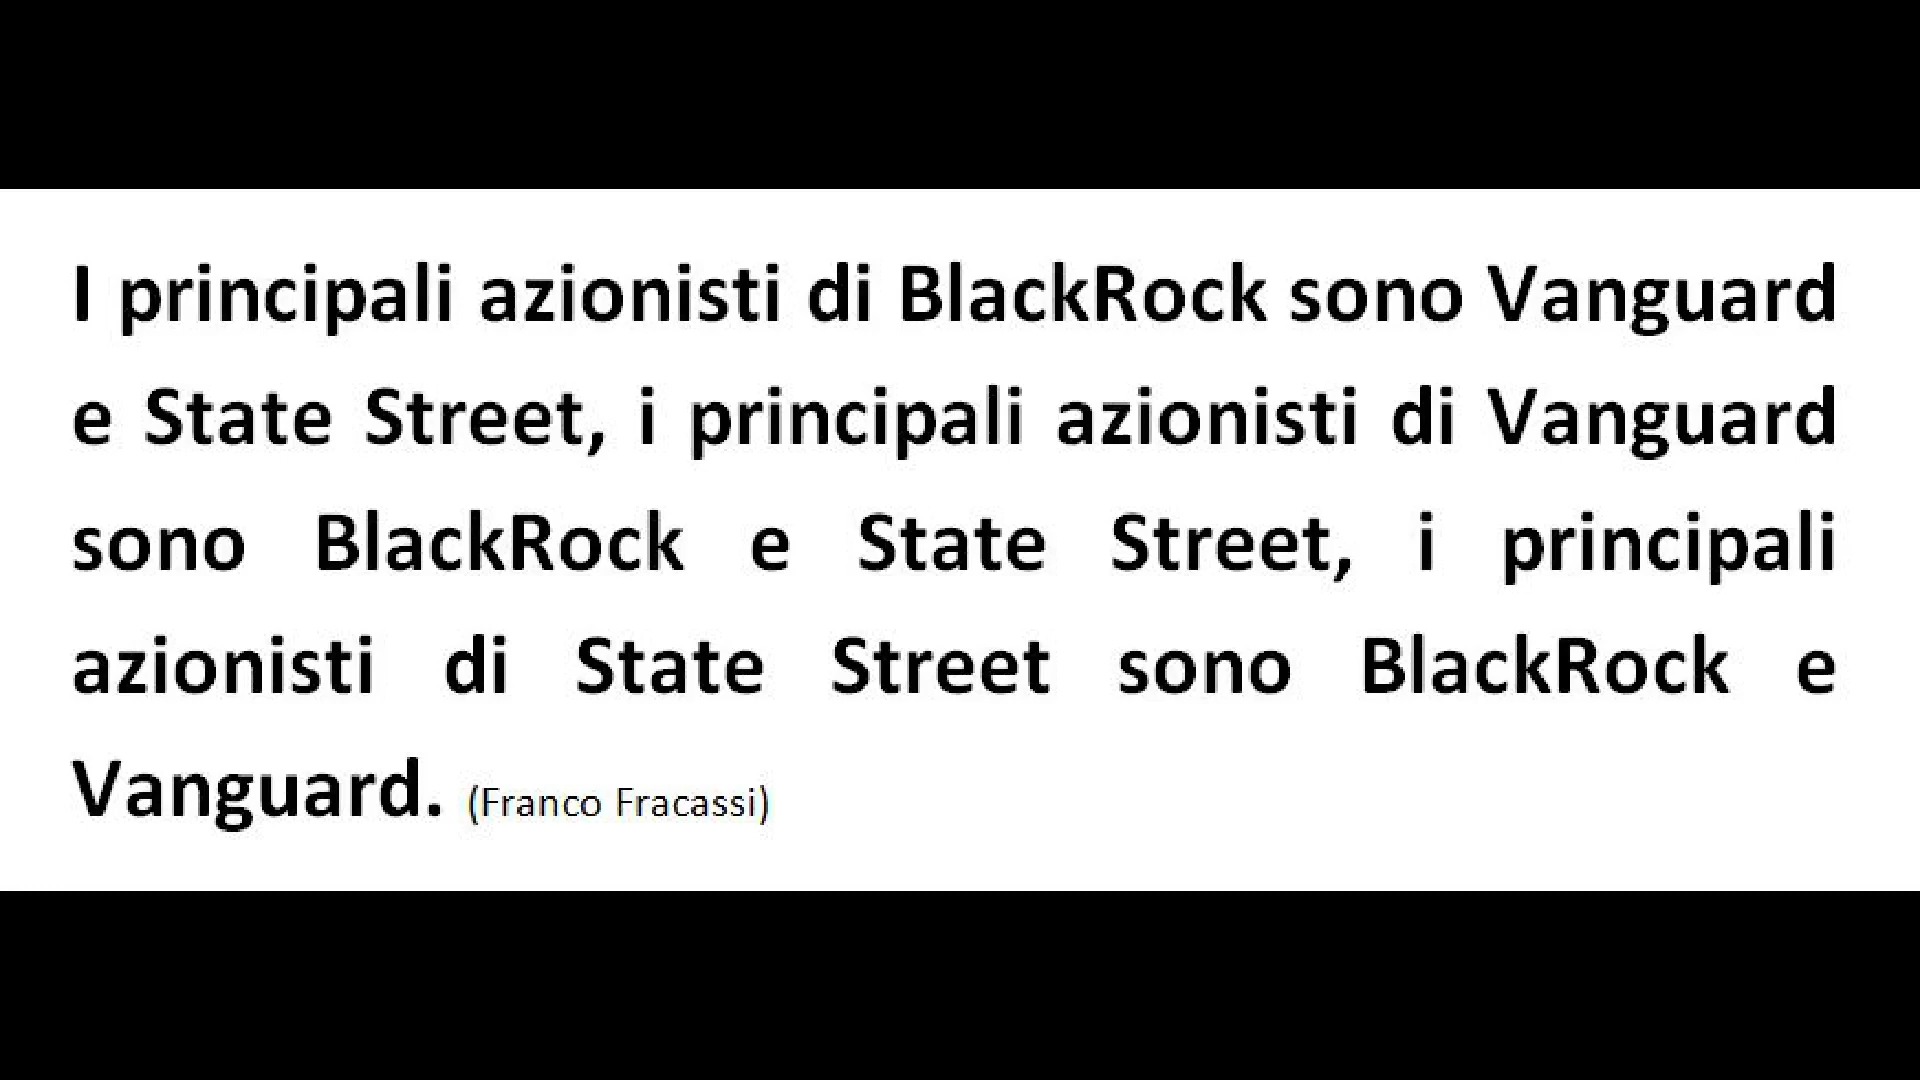 I principali azionisti di BlackRock sono Vanguard
e State Street, i principali azionisti di Vanguard
sono BlackRock e State Street, i principali
azionisti di State Street sono BlackRock e
Vanguard. (Franco Fracassi)